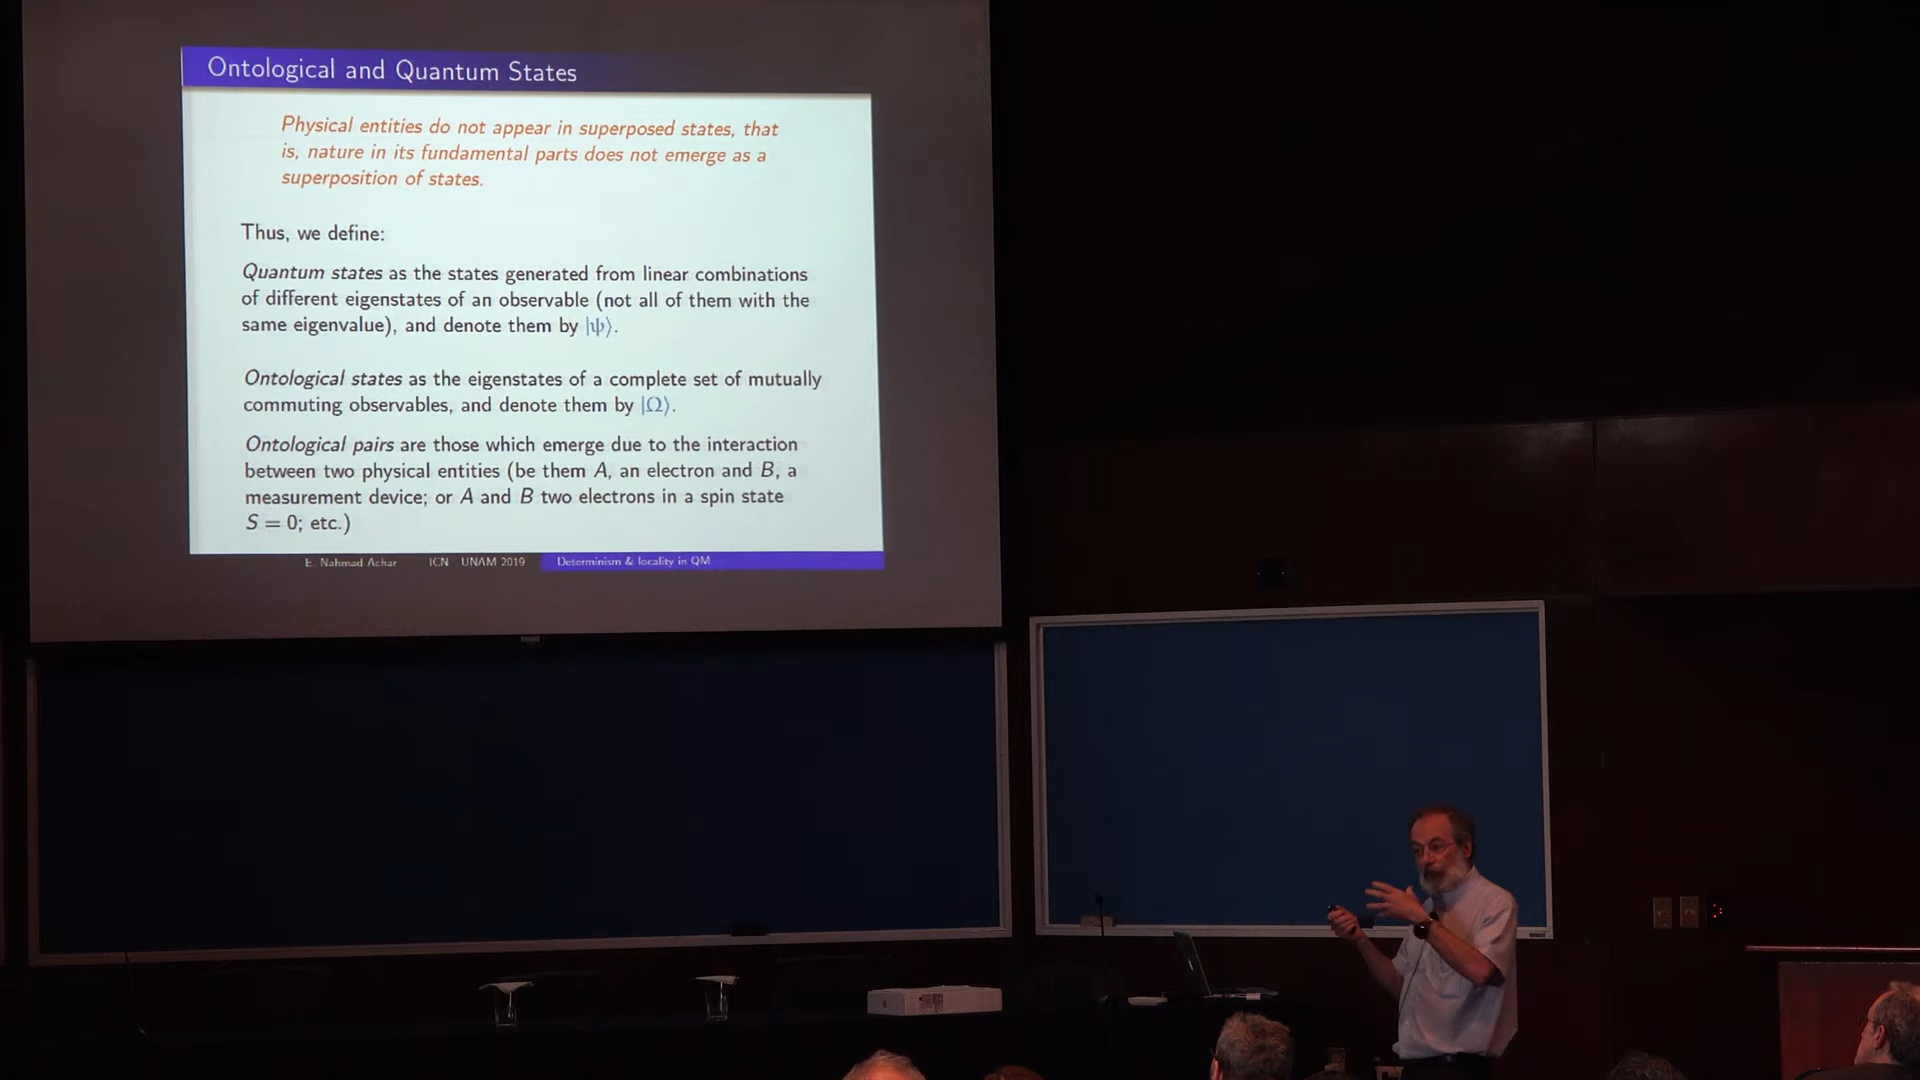 Ontological and Quantum States
Physical entities do not appear in superposed states, that
is, nature in its fundamental parts does not emerge as a
superposition of states.
Thus, we define:
Quantum states as the states generated from linear combinations
of different eigenstates of an observable (not all of them with the
same eigenvalue), and denote them by |ψ⟩.
Ontological states as the eigenstates of a complete set of mutually
commuting observables, and denote them by |Ω⟩.
Ontological pairs are those which emerge due to the interaction
between two physical entities (be them A, an electron and B, a
measurement device; or A and B two electrons in a spin state
S = 0; etc.)
E. Nahmad Achar ICN UNAM 2019 Determinism & locality in QM